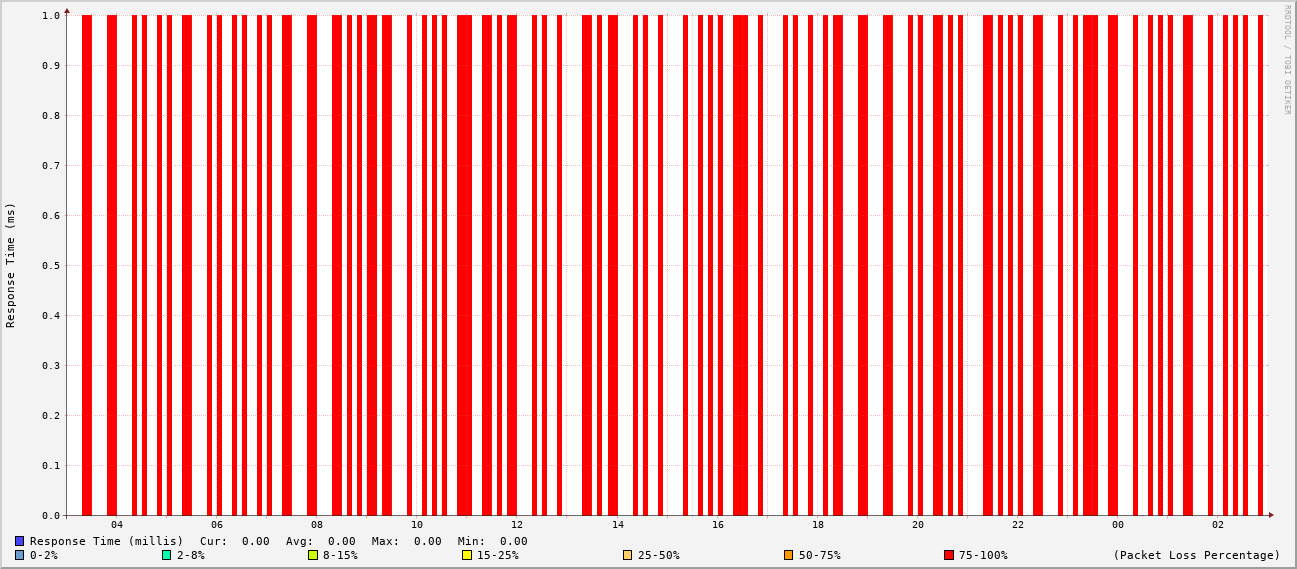 RRDTOOL / TOBI OETIKER
Response Time (ms)
1.0
0.9
0.8
0.7
0.6
0.5
0.4
0.3
0.2
0.1
0.0
04 06 08 10 12 14 16 18 20 22 00 02
Response Time (millis) Cur: 0.00 Avg: 0.00 Max: 0.00 Min: 0.00
0-2% 2-8% 8-15% 15-25% 25-50% 50-75% 75-100% (Packet Loss Percentage)